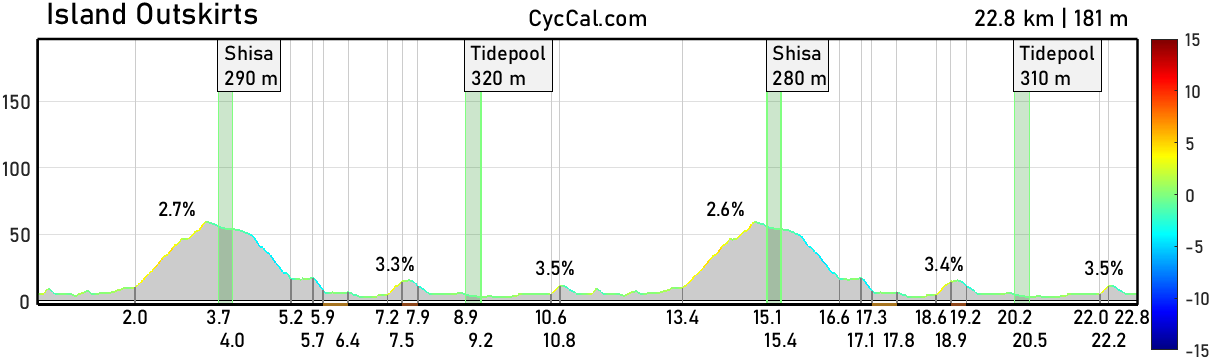 Island Outskirts
CycCal.com
22.8 km | 181 m
Shisa
290 m
Tidepool
320 m
Shisa
280 m
Tidepool
310 m
150
100
50
0
2.7%
3.3%
3.5%
2.6%
3.4%
3.5%
2.0 3.7 5.2 5.9 7.2 7.9 8.9 10.6 13.4 15.1 16.6 17.3 18.6 19.2 20.2 22.0 22.8
4.0 5.7 6.4 7.5 9.2 10.8 15.4 17.1 17.8 18.9 20.5 22.2
15
10
5
0
-5
-10
-15